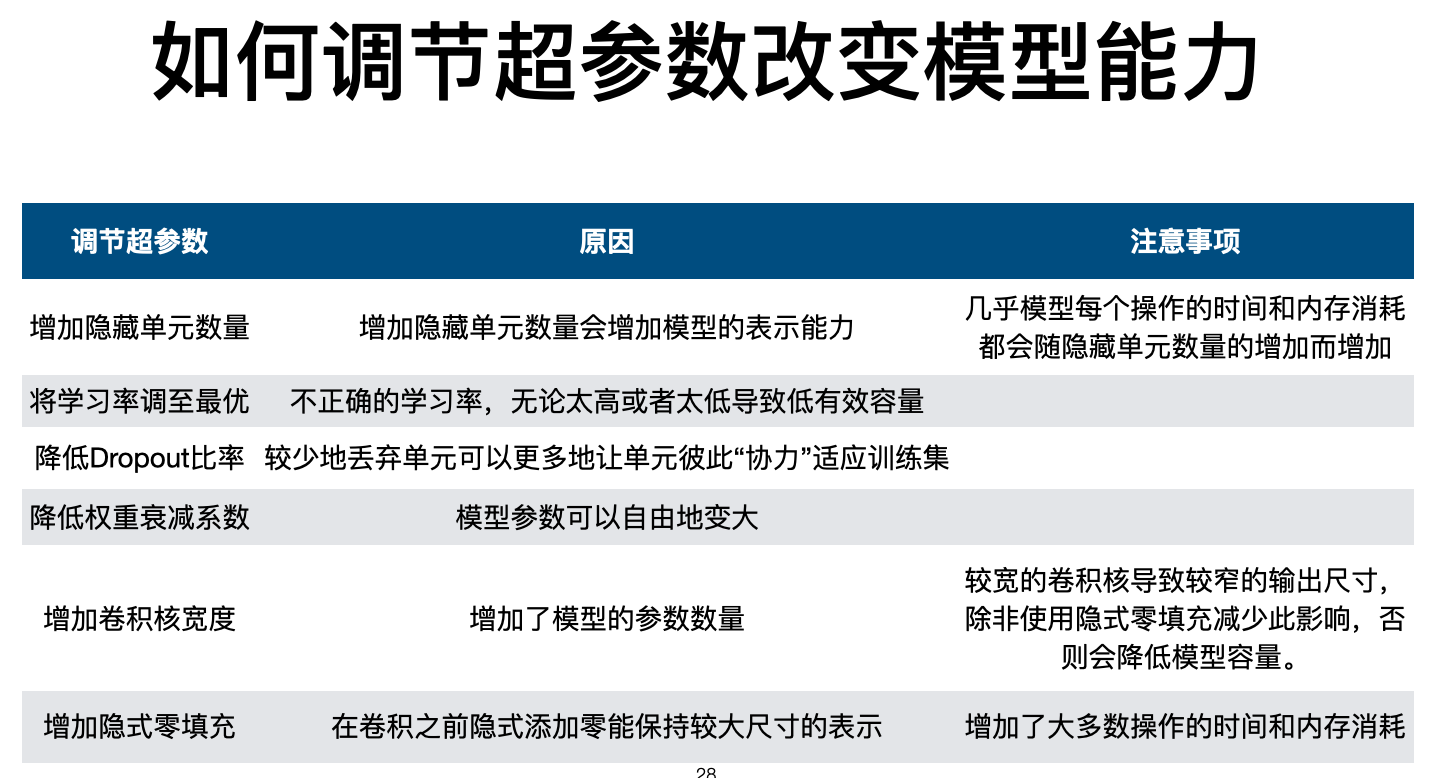 如何调节超参数改变模型能力
调节超参数 原因 注意事项
增加隐藏单元数量 增加隐藏单元数量会增加模型的表示能力 几乎模型每个操作的时间和内存消耗
都会随隐藏单元数量的增加而增加
将学习率调至最优 不正确的学习率，无论太高或者太低导致低有效容量
降低Dropout比率 较少地丢弃单元可以更多地让单元彼此“协力”适应训练集
降低权重衰减系数 模型参数可以自由地变大
增加卷积核宽度 增加了模型的参数数量 较宽的卷积核导致较窄的输出尺寸，
除非使用隐式零填充减少此影响，否
则会降低模型容量。
增加隐式零填充 在卷积之前隐式添加零能保持较大尺寸的表示 增加了大多数操作的时间和内存消耗
28